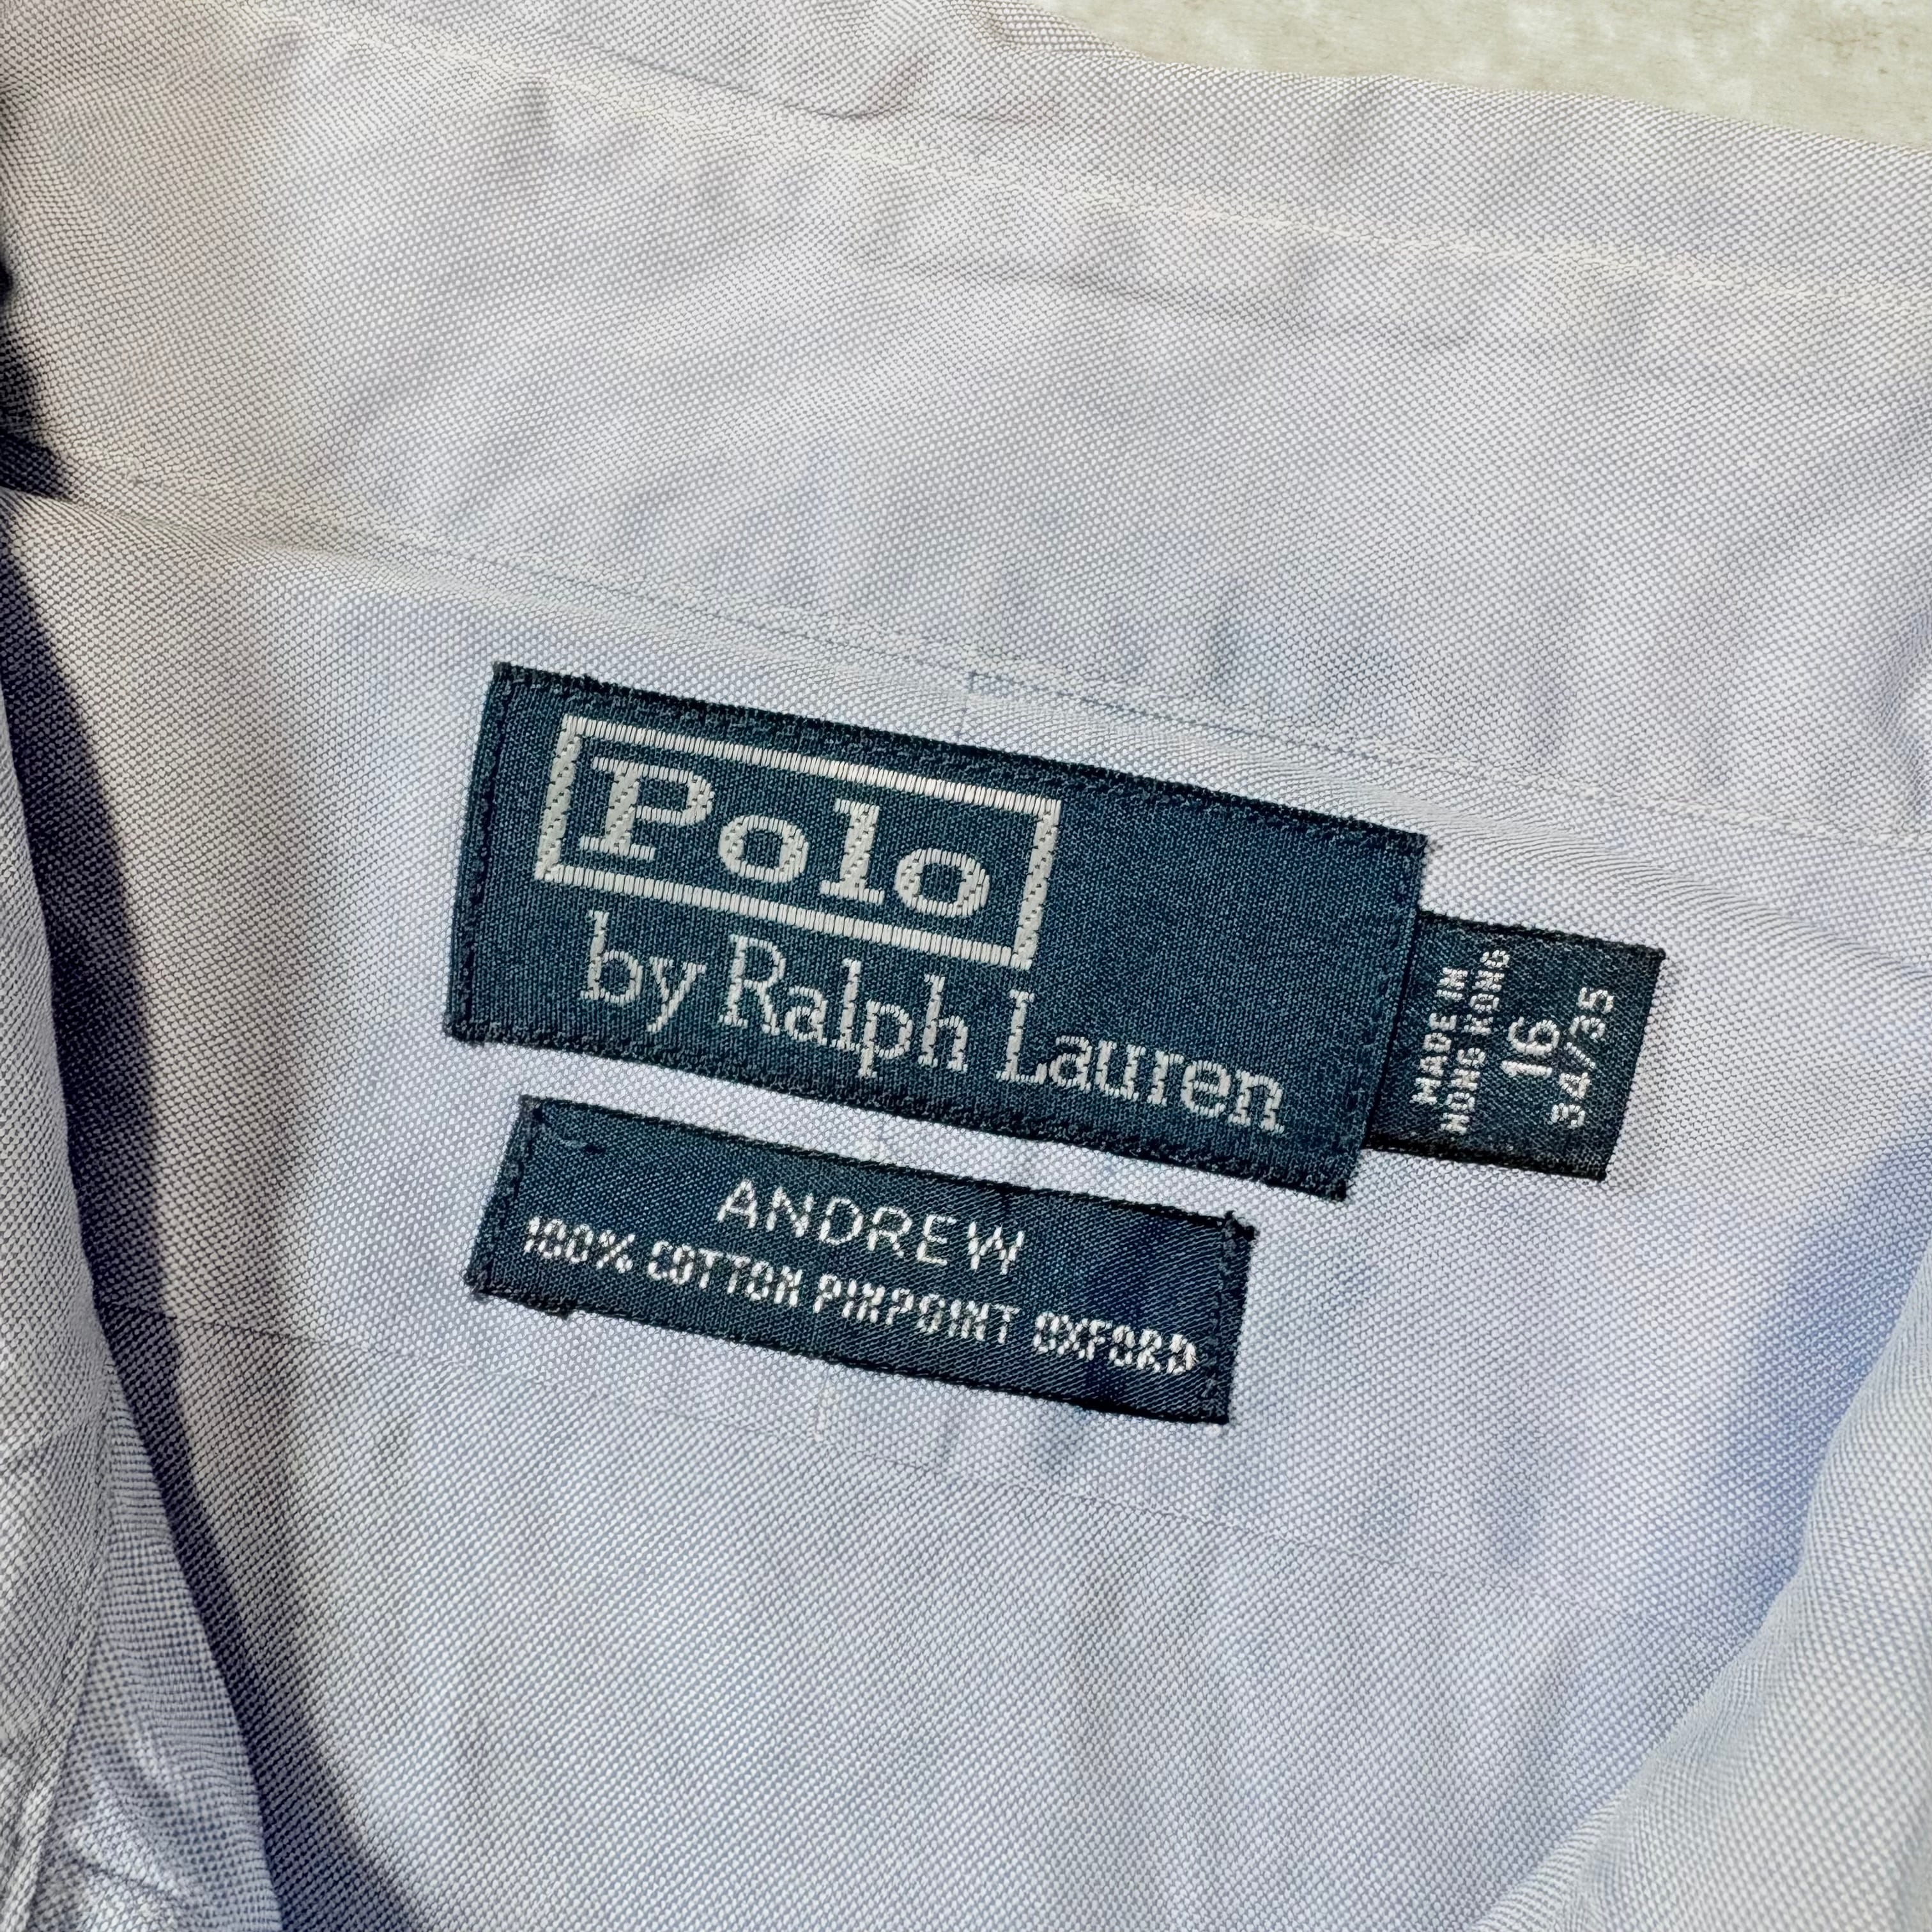 Polo
by Ralph Lauren
MADE IN
HONG KONG
16
34/35
ANDREW
100% COTTON PINPOINT OXFORD